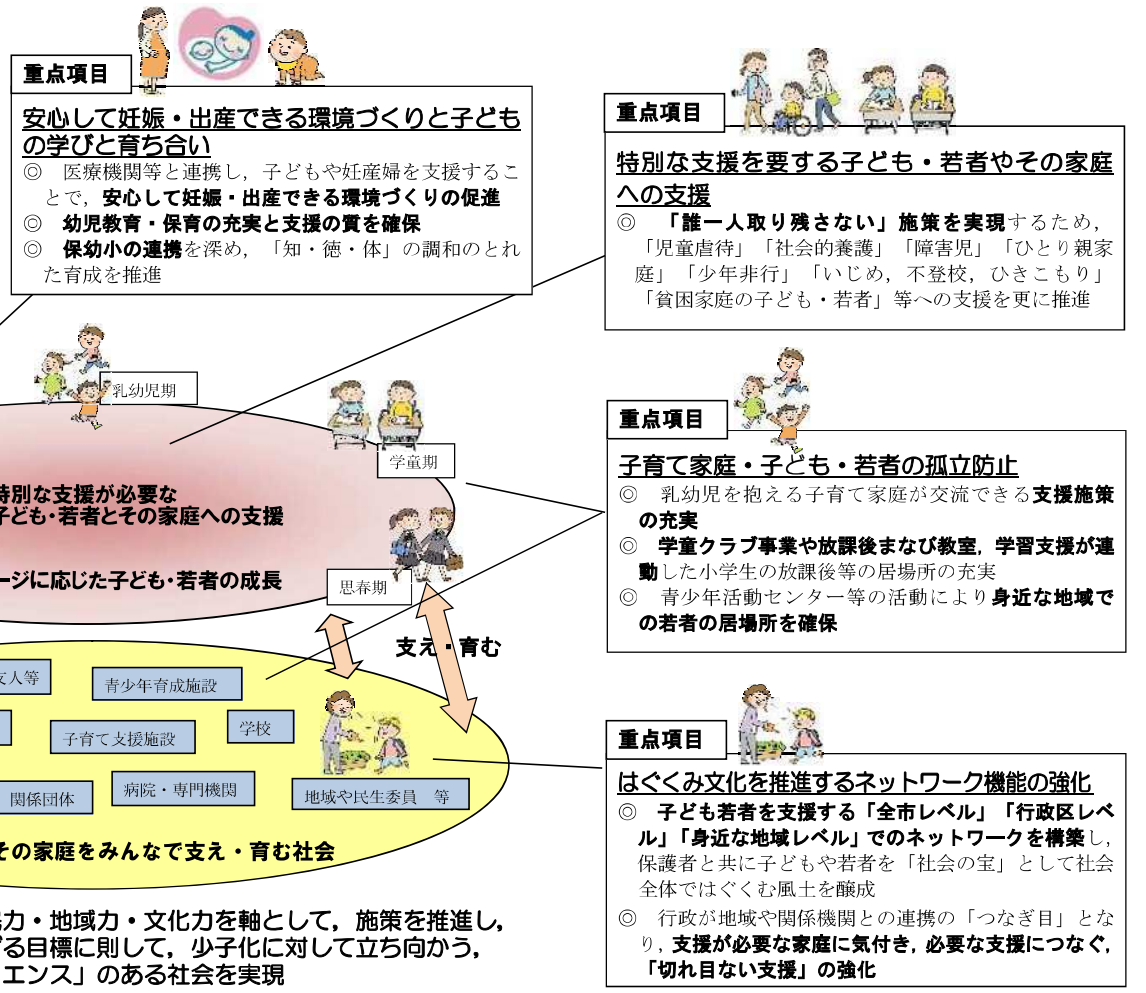 重点項目
安心して妊娠・出産できる環境づくりと子ども
の学びと育ち合い
◎　医療機関等と連携し，子どもや妊産婦を支援するこ
とで，安心して妊娠・出産できる環境づくりの促進
◎　幼児教育・保育の充実と支援の質を確保
◎　保幼小の連携を深め，「知・徳・体」の調和のとれ
た育成を推進
重点項目
特別な支援を要する子ども・若者やその家庭
への支援
◎　「誰一人取り残さない」施策を実現するため，
「児童虐待」「社会的養護」「障害児」「ひとり親家
庭」「少年非行」「いじめ，不登校，ひきこもり」
「貧困家庭の子ども・若者」等への支援を更に推進
乳幼児期
学童期
特別な支援が必要な
子ども・若者とその家庭への支援
ージに応じた子ども・若者の成長
思春期
支え・育む
重点項目
子育て家庭・子ども・若者の孤立防止
◎　乳幼児を抱える子育て家庭が交流できる支援施策
の充実
◎　学童クラブ事業や放課後まなび教室，学習支援が連
動した小学生の放課後等の居場所の充実
◎　青少年活動センター等の活動により身近な地域で
の若者の居場所を確保
友人等
青少年育成施設
子育て支援施設
学校
関係団体
病院・専門機関
地域や民生委員　等
その家庭をみんなで支え・育む社会
重点項目
はぐくみ文化を推進するネットワーク機能の強化
◎　子ども若者を支援する「全市レベル」「行政区レベ
ル」「身近な地域レベル」でのネットワークを構築し，
保護者と共に子どもや若者を「社会の宝」として社会
全体ではぐくむ風土を醸成
◎　行政が地域や関係機関との連携の「つなぎ目」とな
り，支援が必要な家庭に気付き，必要な支援につなぐ，
「切れ目ない支援」の強化
力・地域力・文化力を軸として，施策を推進し，
る目標に則して，少子化に対して立ち向かう，
エンス」のある社会を実現